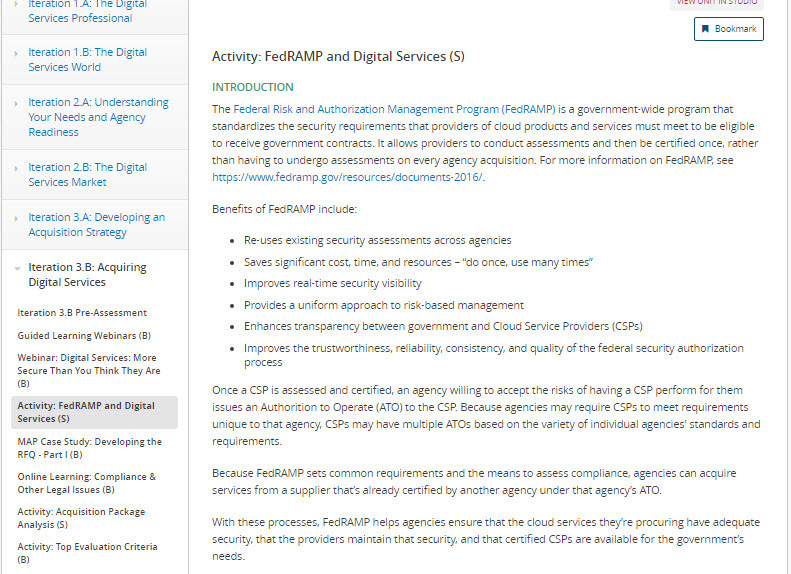 Iteration 1.A: The Digital
Services Professional
Iteration 1.B: The Digital
Services World
Iteration 2.A: Understanding
Your Needs and Agency
Readiness
Iteration 2.B: The Digital
Services Market
Iteration 3.A: Developing an
Acquisition Strategy
Iteration 3.B: Acquiring
Digital Services
Iteration 3.B Pre-Assessment
Guided Learning Webinars (B)
Webinar: Digital Services: More
Secure Than You Think They Are
(B)
Activity: FedRAMP and Digital
Services (S)
MAP Case Study: Developing the
RFQ - Part I (B)
Online Learning: Compliance &
Other Legal Issues (B)
Activity: Acquisition Package
Analysis (S)
Activity: Top Evaluation Criteria
(B)
VIEW UNIT IN STUDIO
Bookmark
Activity: FedRAMP and Digital Services (S)
INTRODUCTION
The Federal Risk and Authorization Management Program (FedRAMP) is a government-wide program that
standardizes the security requirements that providers of cloud products and services must meet to be eligible
to receive government contracts. It allows providers to conduct assessments and then be certified once, rather
than having to undergo assessments on every agency acquisition. For more information on FedRAMP, see
https://www.fedramp.gov/resources/documents-2016/.
Benefits of FedRAMP include:
• Re-uses existing security assessments across agencies
• Saves significant cost, time, and resources – “do once, use many times”
• Improves real-time security visibility
• Provides a uniform approach to risk-based management
• Enhances transparency between government and Cloud Service Providers (CSPs)
• Improves the trustworthiness, reliability, consistency, and quality of the federal security authorization
process
Once a CSP is assessed and certified, an agency willing to accept the risks of having a CSP perform for them
issues an Authorition to Operate (ATO) to the CSP. Because agencies may require CSPs to meet requirements
unique to that agency, CSPs may have multiple ATOs based on the variety of individual agencies' standards and
requirements.
Because FedRAMP sets common requirements and the means to assess compliance, agencies can acquire
services from a supplier that's already certified by another agency under that agency's ATO.
With these processes, FedRAMP helps agencies ensure that the cloud services they're procuring have adequate
security, that the providers maintain that security, and that certified CSPs are available for the government's
needs.